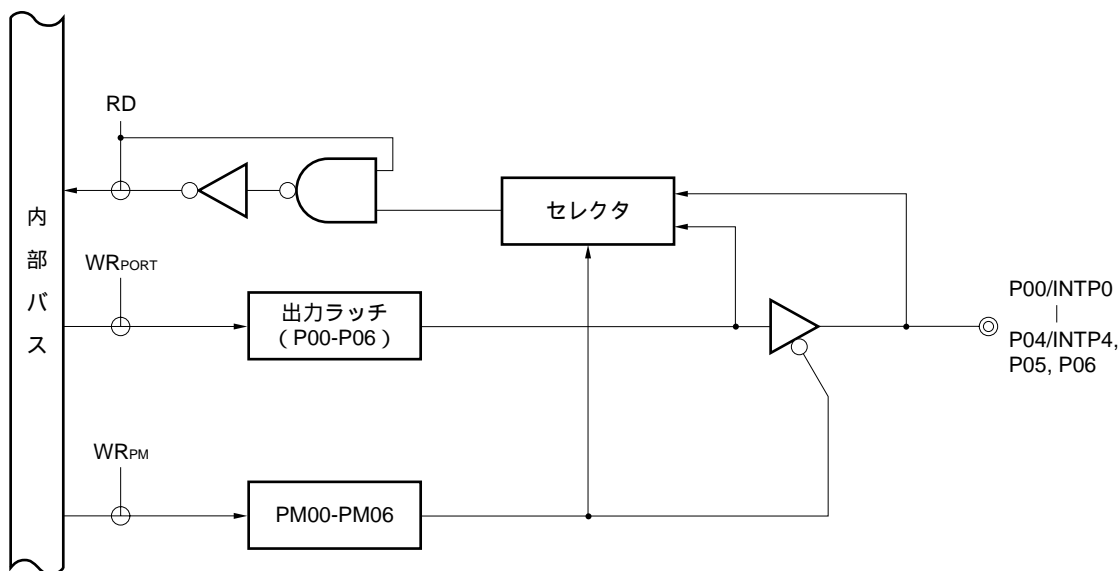 RD
内部バス
セレクタ
WRPORT
出力ラッチ
( P00-P06 )
P00/INTP0
|
P04/INTP4,
P05, P06
WRPM
PM00-PM06